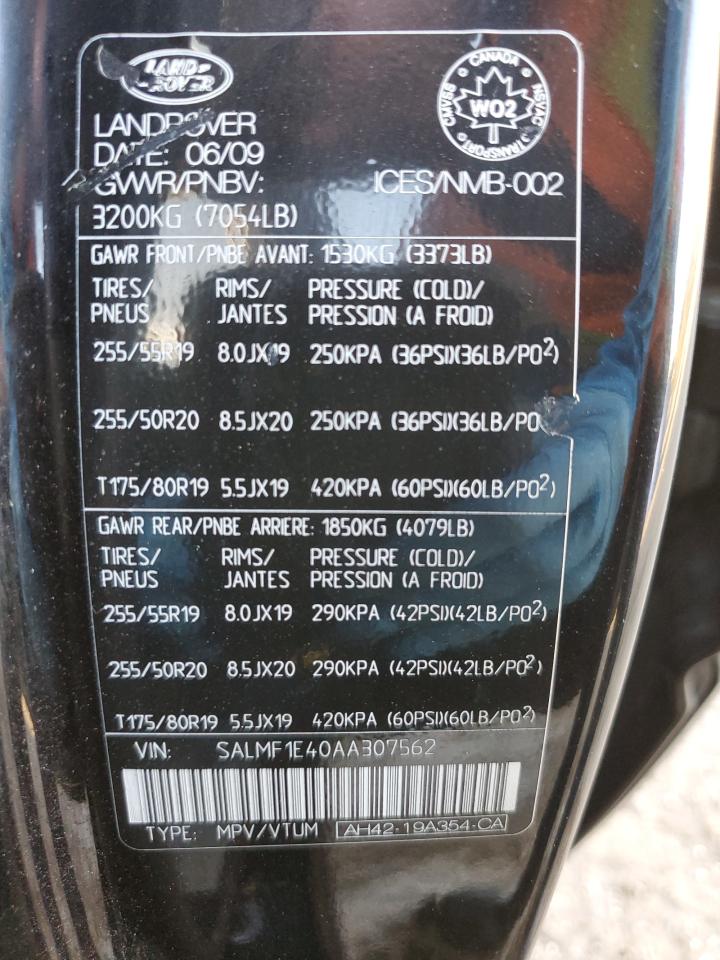 LAND ROVER
CANADA
CMVSS
NSVAC
WO2
TRANSPORT
LANDROVER
DATE: 06/09
GVWR/PNBV: ICES/NMB-002
3200KG (7054LB)
GAWR FRONT/PNBE AVANT: 1530KG (3373LB)
TIRES/ RIMS/ PRESSURE (COLD)/
PNEUS JANTES PRESSION (A FROID)
255/55R19 8.0JX19 250KPA (36PSI)(36LB/PO²)
255/50R20 8.5JX20 250KPA (36PSI)(36LB/PO
T175/80R19 5.5JX19 420KPA (60PSI)(60LB/PO²)
GAWR REAR/PNBE ARRIERE: 1850KG (4079LB)
TIRES/ RIMS/ PRESSURE (COLD)/
PNEUS JANTES PRESSION (A FROID)
255/55R19 8.0JX19 290KPA (42PSI)(42LB/PO²)
255/50R20 8.5JX20 290KPA (42PSI)(42LB/PO²)
T175/80R19 5.5JX19 420KPA (60PSI)(60LB/PO²)
VIN: SALMF1E40AA307562
TYPE: MPV/VTUM AH42-19A354-CA